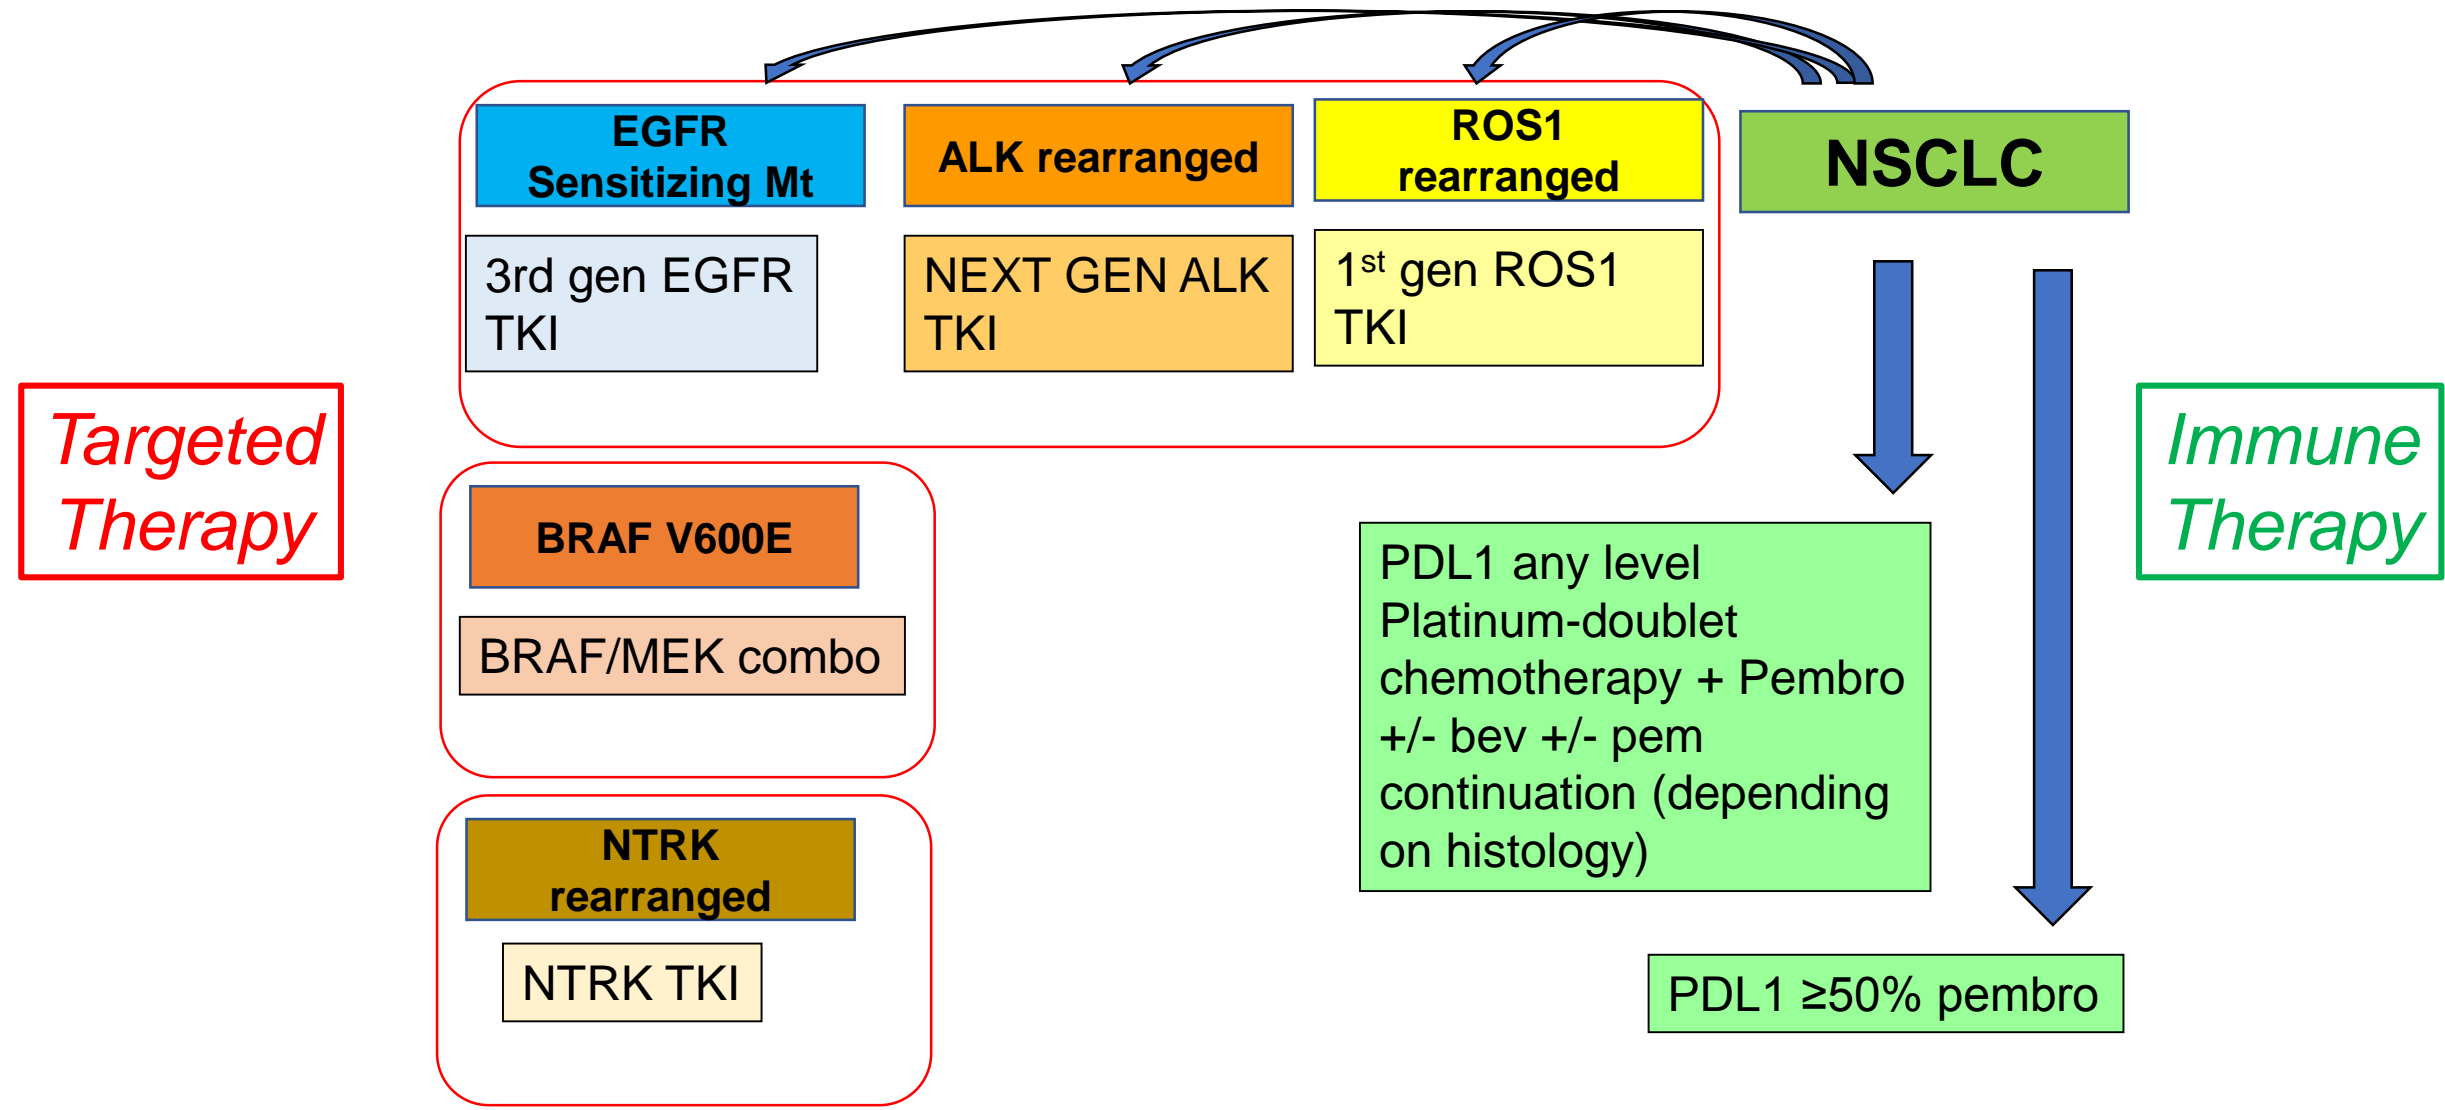 EGFR
Sensitizing Mt
ALK rearranged
ROS1
rearranged
NSCLC
3rd gen EGFR
TKI
NEXT GEN ALK
TKI
1st gen ROS1
TKI
Targeted
Therapy
Immune
Therapy
BRAF V600E
BRAF/MEK combo
PDL1 any level
Platinum-doublet
chemotherapy + Pembro
+/- bev +/- pem
continuation (depending
on histology)
NTRK
rearranged
NTRK TKI
PDL1 ≥50% pembro